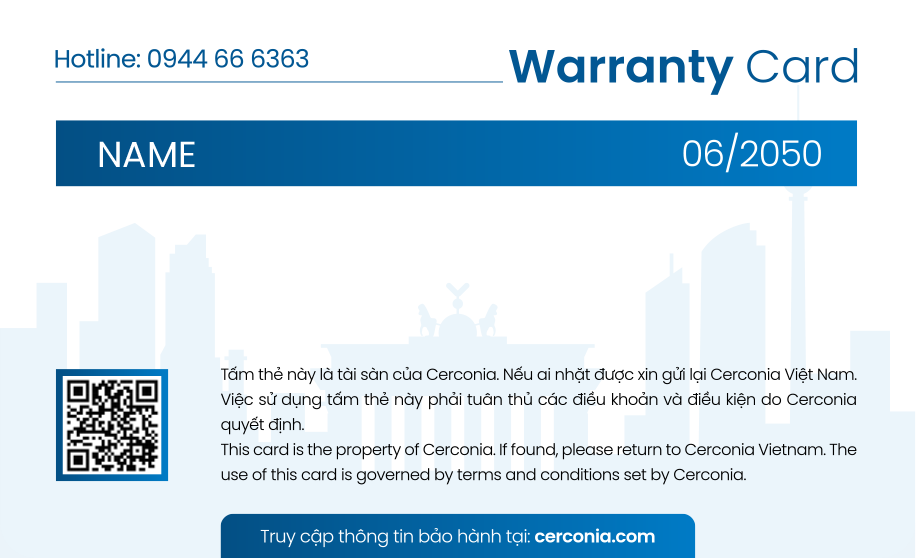 Hotline: 0944 66 6363
Warranty Card
NAME
06/2050
Tấm thẻ này là tài sàn của Cerconia. Nếu ai nhặt được xin gửi lại Cerconia Việt Nam.
Việc sử dụng tấm thẻ này phải tuân thủ các điều khoản và điều kiện do Cerconia
quyết định.
This card is the property of Cerconia. If found, please return to Cerconia Vietnam. The
use of this card is governed by terms and conditions set by Cerconia.
Truy cập thông tin bảo hành tại: cerconia.com